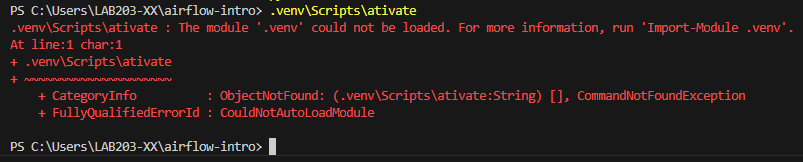 PS C:\Users\LAB203-XX\airflow-intro> .venv\Scripts\ativate
.venv\Scripts\ativate : The module '.venv' could not be loaded. For more information, run 'Import-Module .venv'.
At line:1 char:1
+ .venv\Scripts\ativate
+ ~~~~~~~~~~~~~~~~~~~~~
    + CategoryInfo          : ObjectNotFound: (.venv\Scripts\ativate:String) [], CommandNotFoundException
    + FullyQualifiedErrorId : CouldNotAutoLoadModule
PS C:\Users\LAB203-XX\airflow-intro>